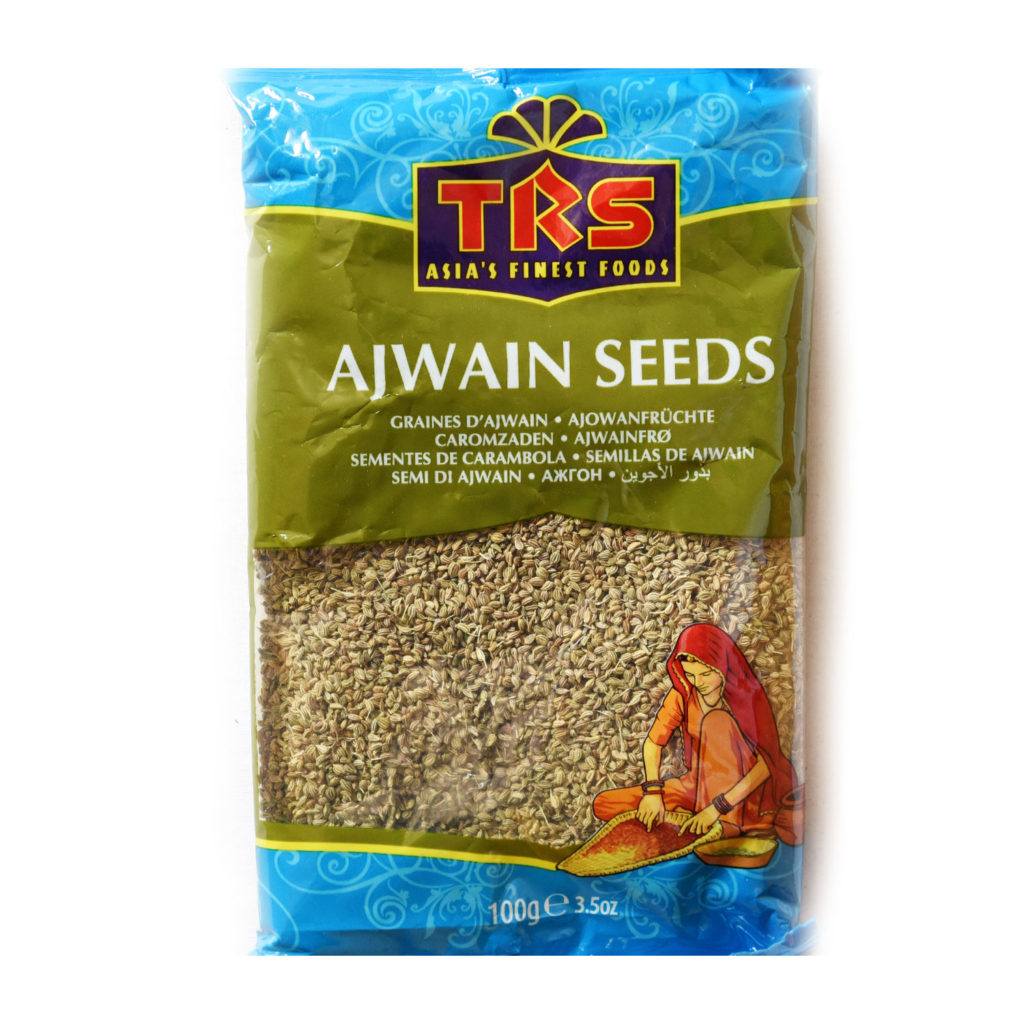 TRS
ASIA'S FINEST FOODS
AJWAIN SEEDS
GRAINES D'AJWAIN • AJOWANFRÜCHTE
CAROMZADEN • AJWAINFRØ
SEMENTES DE CARAMBOLA • SEMILLAS DE AJWAIN
SEMI DI AJWAIN • АЖГОН • بذور الأجوين
100g ℮ 3.5oz